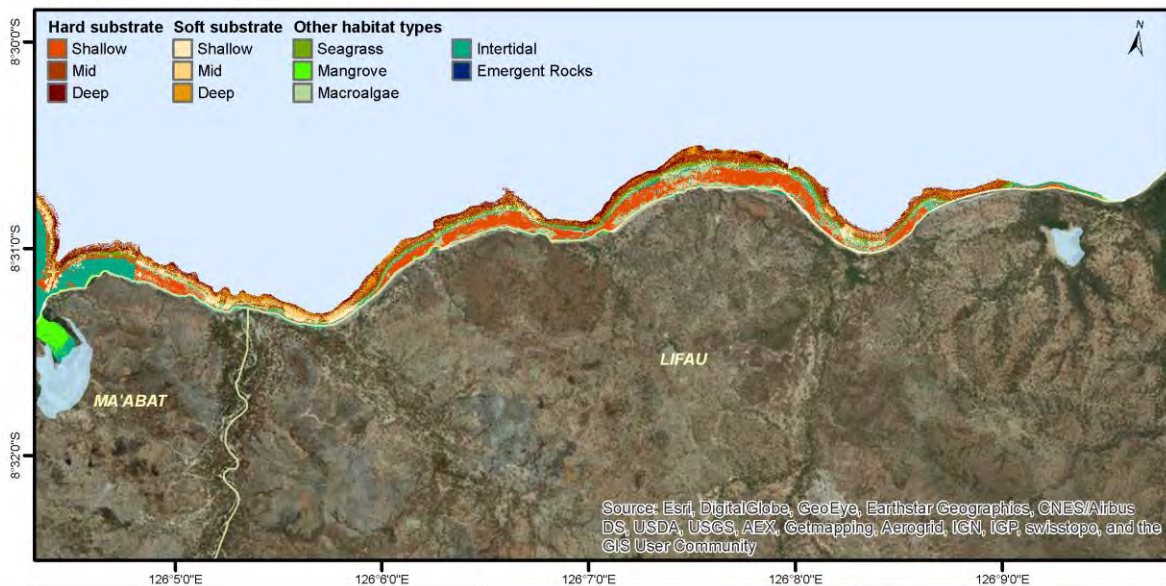 Hard substrate Soft substrate Other habitat types
Shallow Shallow Seagrass Intertidal
Mid Mid Mangrove Emergent Rocks
Deep Deep Macroalgae
N
8°30'0"S
8°31'0"S
8°32'0"S
LIFAU
MA'ABAT
Source: Esri, DigitalGlobe, GeoEye, Earthstar Geographics, CNES/Airbus
DS, USDA, USGS, AEX, Getmapping, Aerogrid, IGN, IGP, swisstopo, and the
GIS User Community
126°5'0"E 126°6'0"E 126°7'0"E 126°8'0"E 126°9'0"E